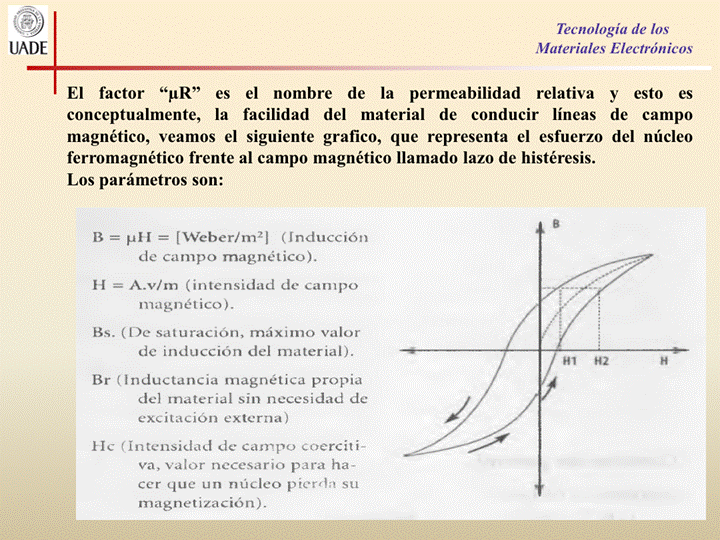 UADE
Tecnología de los
Materiales Electrónicos
El factor “µR” es el nombre de la permeabilidad relativa y esto es
conceptualmente, la facilidad del material de conducir líneas de campo
magnético, veamos el siguiente grafico, que representa el esfuerzo del núcleo
ferromagnético frente al campo magnético llamado lazo de histéresis.
Los parámetros son:
B = µH = [Weber/m²] (Inducción
de campo magnético).
H = A.v/m (intensidad de campo
magnético).
Bs. (De saturación, máximo valor
de inducción del material).
Br (Inductancia magnética propia
del material sin necesidad de
excitación externa)
Hc (Intensidad de campo coerciti-
va, valor necesario para ha-
cer que un núcleo pierda su
magnetización).
B
H1 H2 H